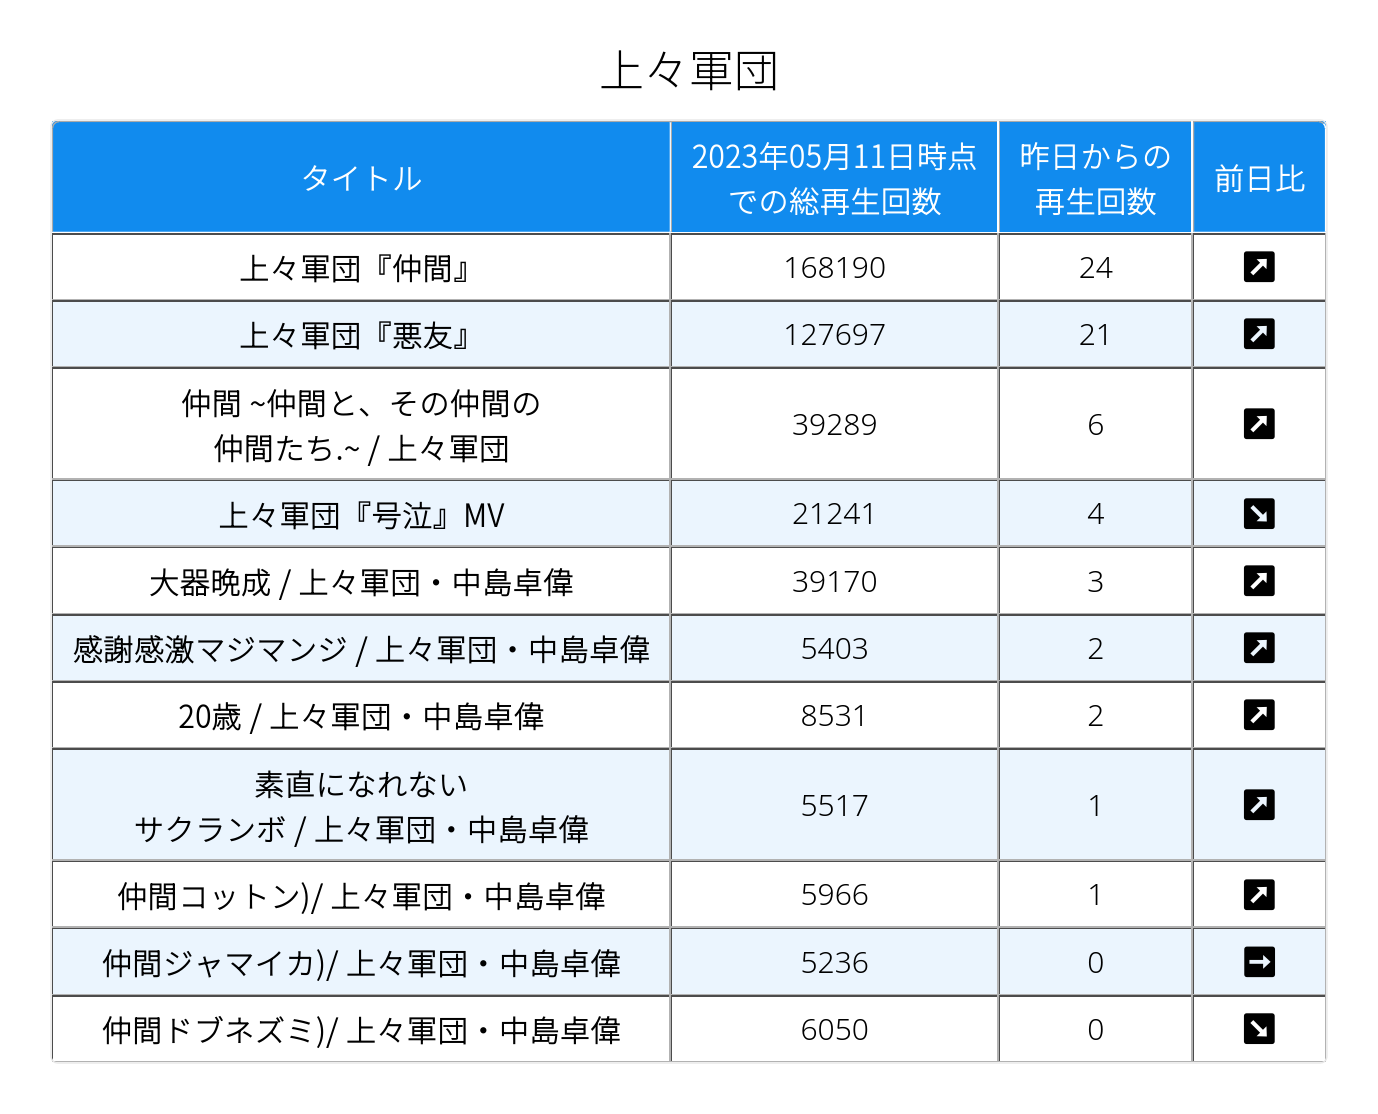 上々軍団
タイトル
2023年05月11日時点
での総再生回数
昨日からの
再生回数
前日比
上々軍団『仲間』
168190
24
上々軍団『悪友』
127697
21
仲間 ~仲間と、その仲間の
仲間たち.~ / 上々軍団
39289
6
上々軍団『号泣』MV
21241
4
大器晩成 / 上々軍団・中島卓偉
39170
3
感謝感激マジマンジ / 上々軍団・中島卓偉
5403
2
20歳 / 上々軍団・中島卓偉
8531
2
素直になれない
サクランボ / 上々軍団・中島卓偉
5517
1
仲間コットン)/ 上々軍団・中島卓偉
5966
1
仲間ジャマイカ)/ 上々軍団・中島卓偉
5236
0
仲間ドブネズミ)/ 上々軍団・中島卓偉
6050
0